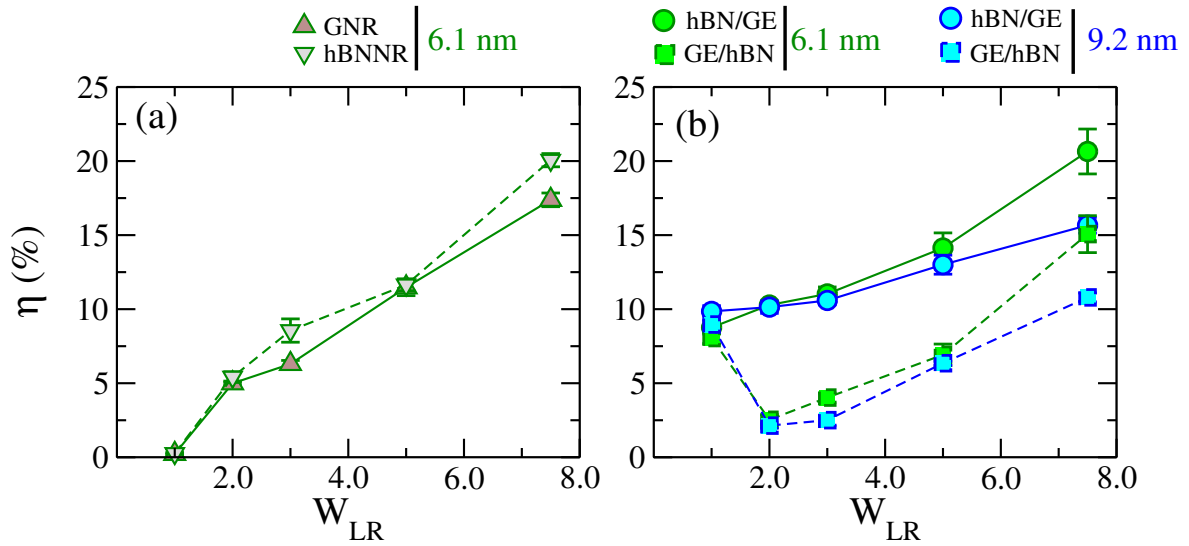 GNR
hBNNR
6.1 nm
hBN/GE
GE/hBN
6.1 nm
hBN/GE
GE/hBN
9.2 nm
(a)
(b)
η (%)
25
20
15
10
5
0
2.0 4.0 6.0 8.0
W_LR
25
20
15
10
5
0
2.0 4.0 6.0 8.0
W_LR